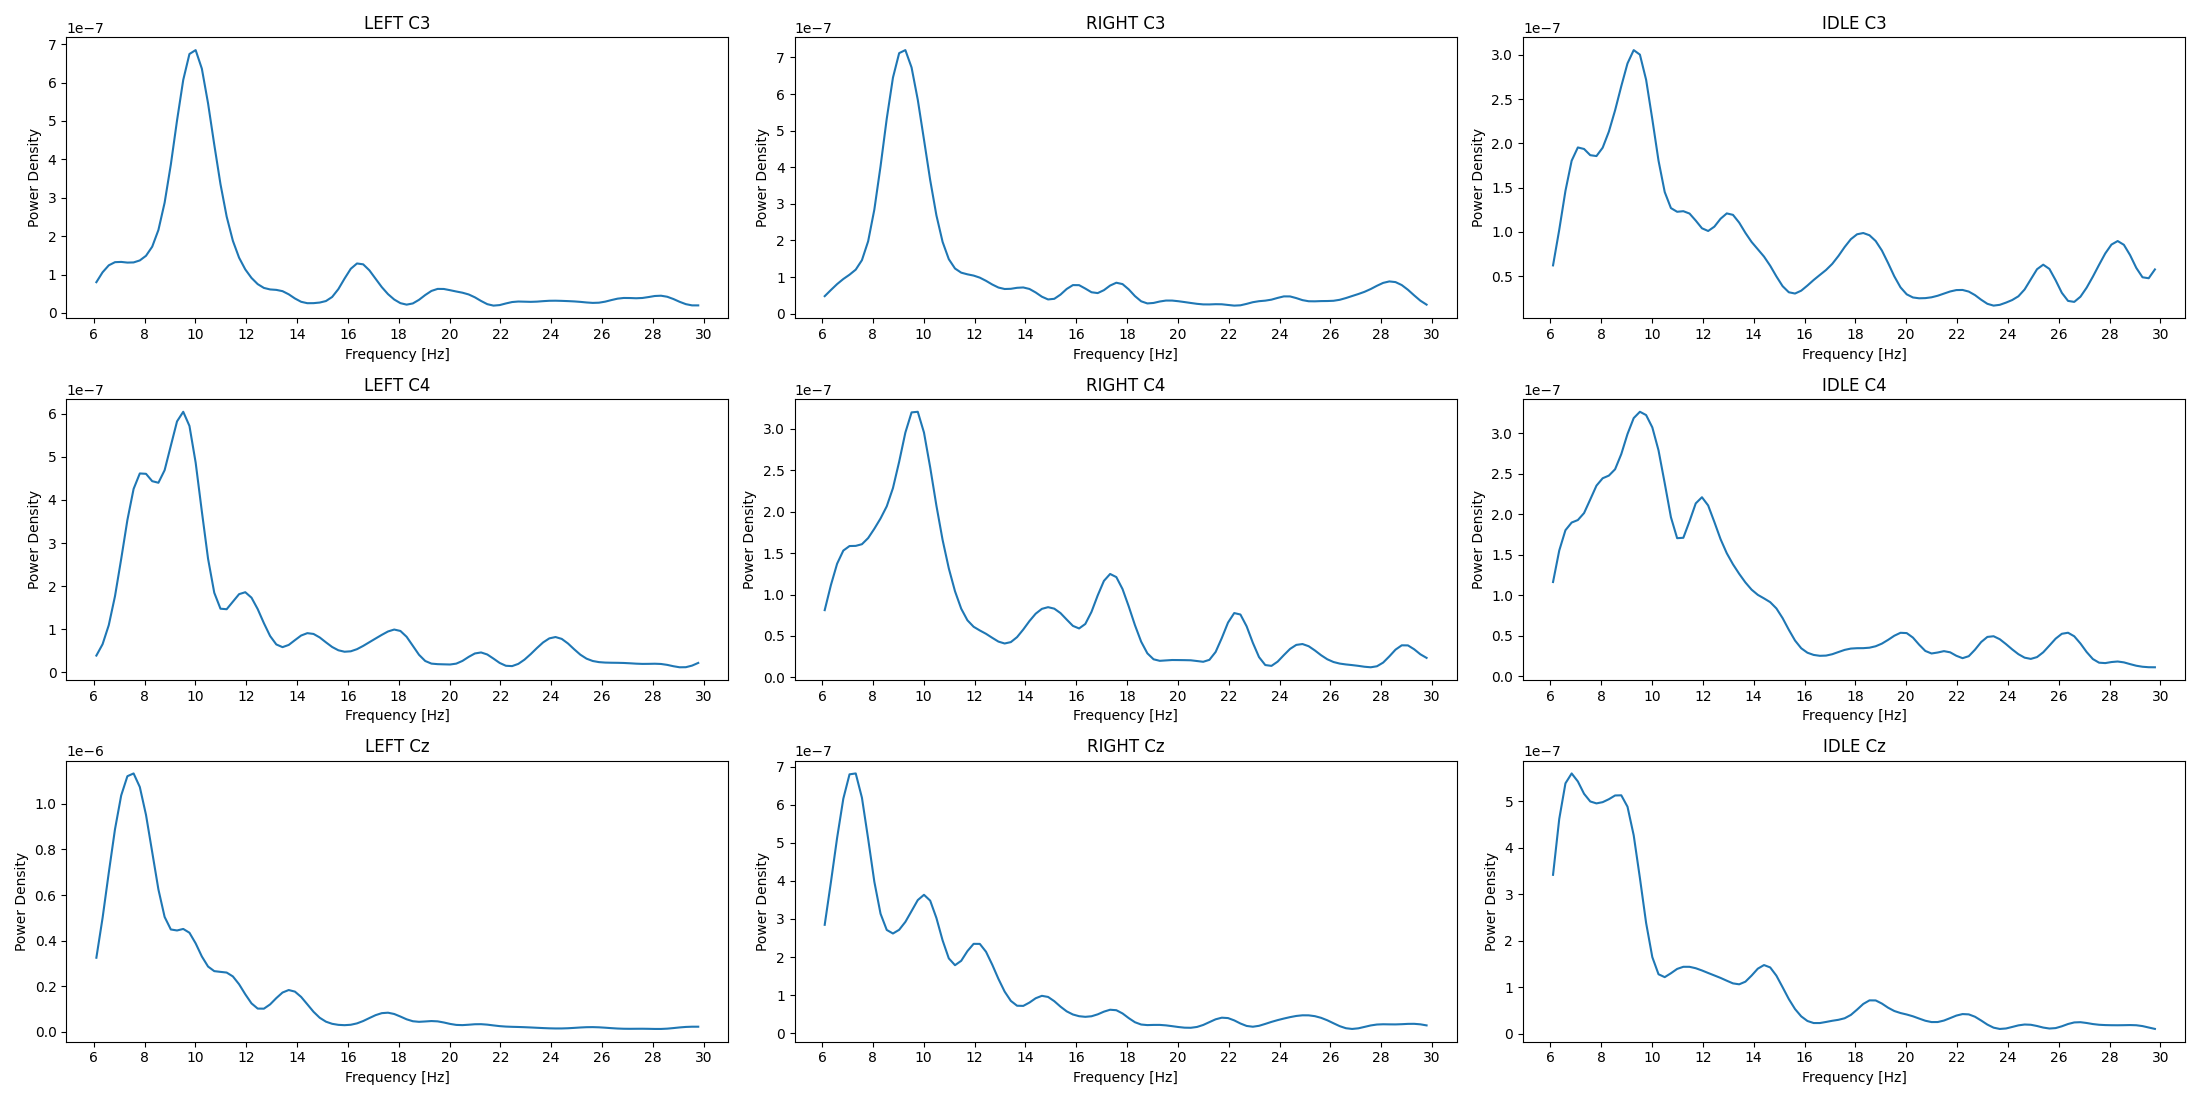 LEFT C3
1e−7
Power Density
7
6
5
4
3
2
1
0
6 8 10 12 14 16 18 20 22 24 26 28 30
Frequency [Hz]
RIGHT C3
1e−7
Power Density
7
6
5
4
3
2
1
0
6 8 10 12 14 16 18 20 22 24 26 28 30
Frequency [Hz]
IDLE C3
1e−7
Power Density
3.0
2.5
2.0
1.5
1.0
0.5
6 8 10 12 14 16 18 20 22 24 26 28 30
Frequency [Hz]
LEFT C4
1e−7
Power Density
6
5
4
3
2
1
0
6 8 10 12 14 16 18 20 22 24 26 28 30
Frequency [Hz]
RIGHT C4
1e−7
Power Density
3.0
2.5
2.0
1.5
1.0
0.5
0.0
6 8 10 12 14 16 18 20 22 24 26 28 30
Frequency [Hz]
IDLE C4
1e−7
Power Density
3.0
2.5
2.0
1.5
1.0
0.5
0.0
6 8 10 12 14 16 18 20 22 24 26 28 30
Frequency [Hz]
LEFT Cz
1e−6
Power Density
1.0
0.8
0.6
0.4
0.2
0.0
6 8 10 12 14 16 18 20 22 24 26 28 30
Frequency [Hz]
RIGHT Cz
1e−7
Power Density
7
6
5
4
3
2
1
0
6 8 10 12 14 16 18 20 22 24 26 28 30
Frequency [Hz]
IDLE Cz
1e−7
Power Density
5
4
3
2
1
0
6 8 10 12 14 16 18 20 22 24 26 28 30
Frequency [Hz]